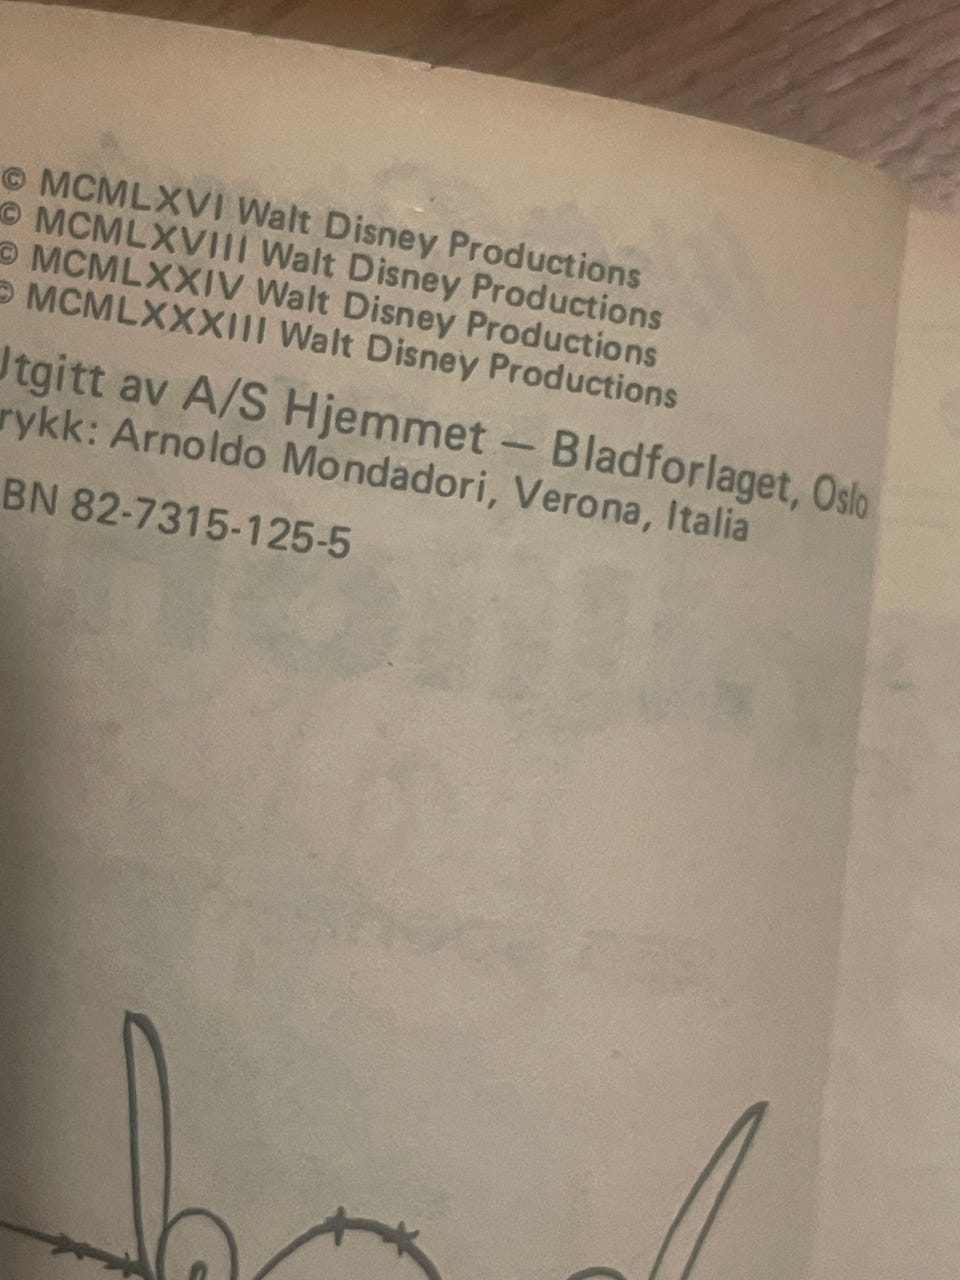 © MCMLXVI Walt Disney Productions
© MCMLXVIII Walt Disney Productions
© MCMLXXIV Walt Disney Productions
© MCMLXXXIII Walt Disney Productions
Utgitt av A/S Hjemmet — Bladforlaget, Oslo
rykk: Arnoldo Mondadori, Verona, Italia
BN 82-7315-125-5